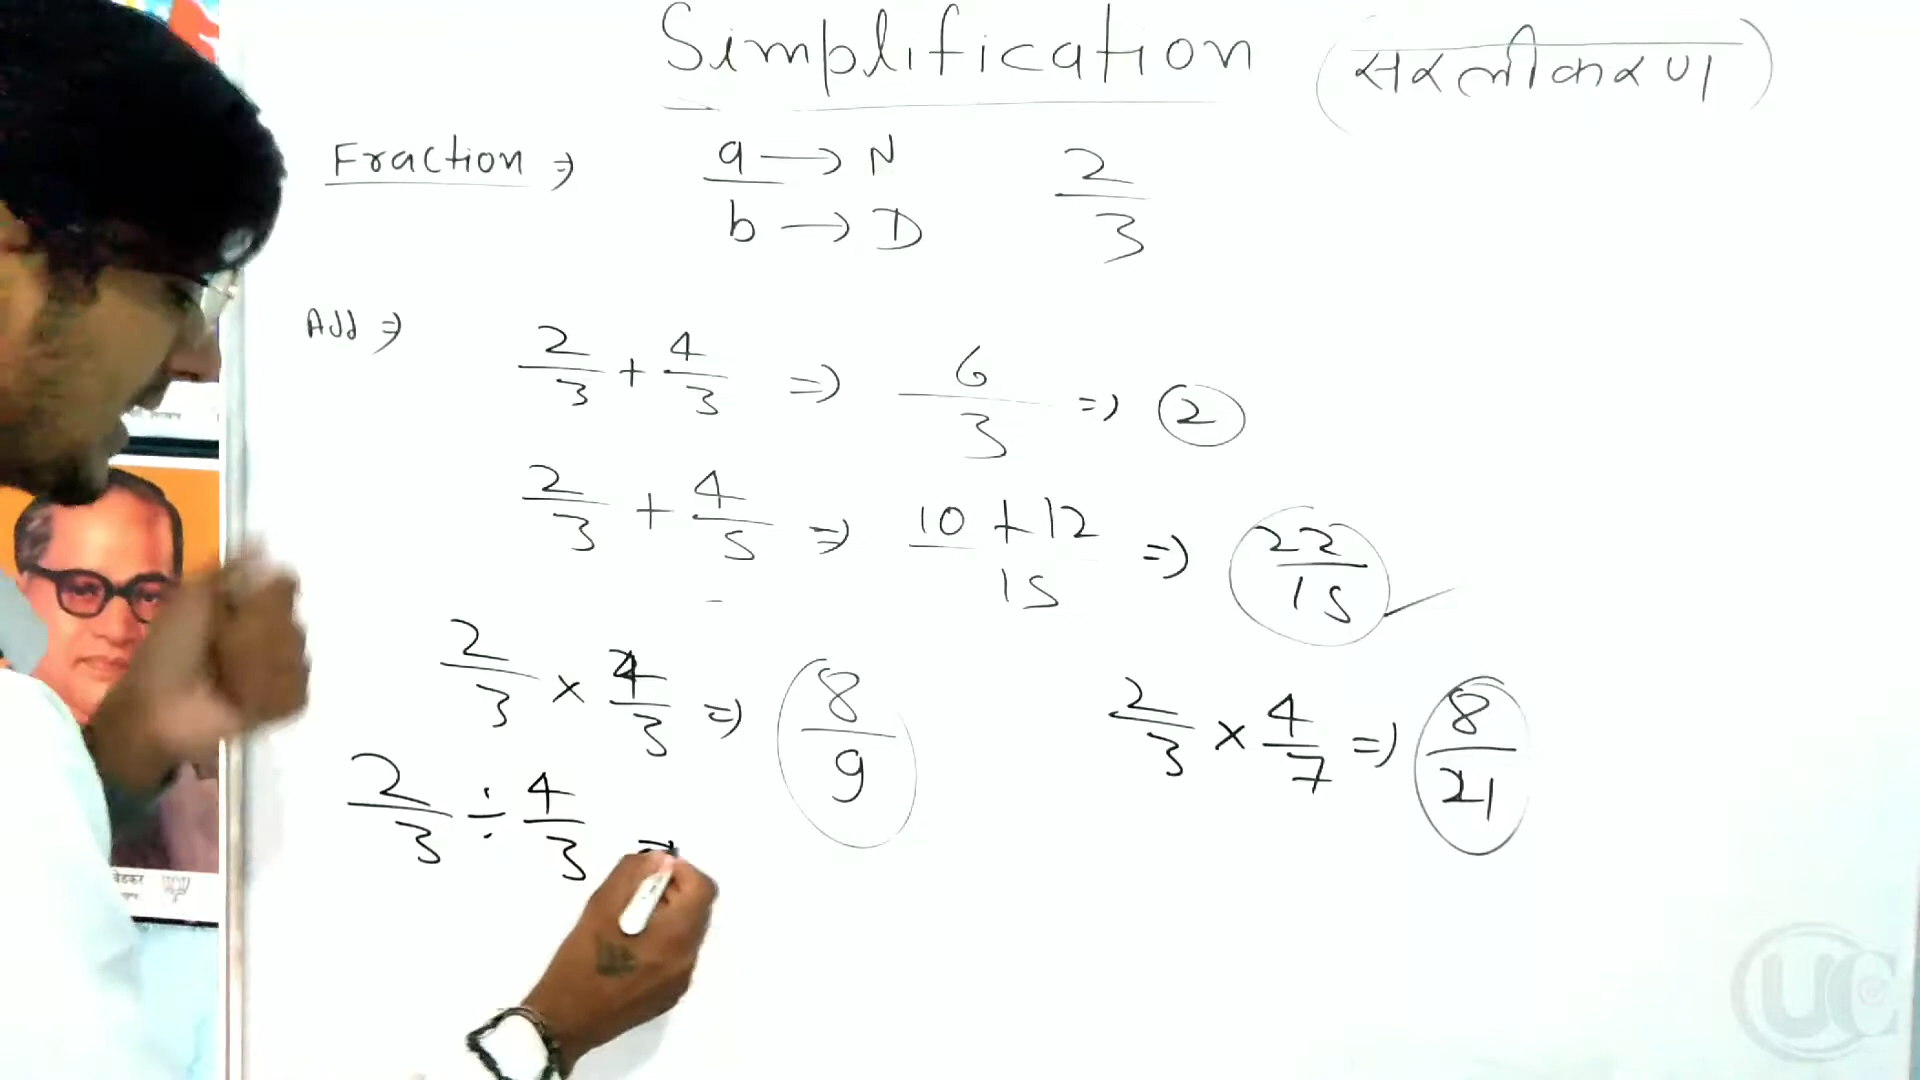 Simplification (सरलीकरण)
Fraction ⇒ a/b a → N b → D 2/3
Add ⇒ 2/3 + 4/3 ⇒ 6/3 ⇒ 2
2/3 + 4/5 ⇒ 10 + 12/15 ⇒ 22/15
2/3 × 4/3 ⇒ 8/9 2/3 × 4/7 ⇒ 8/21
2/3 ÷ 4/3 =
UC